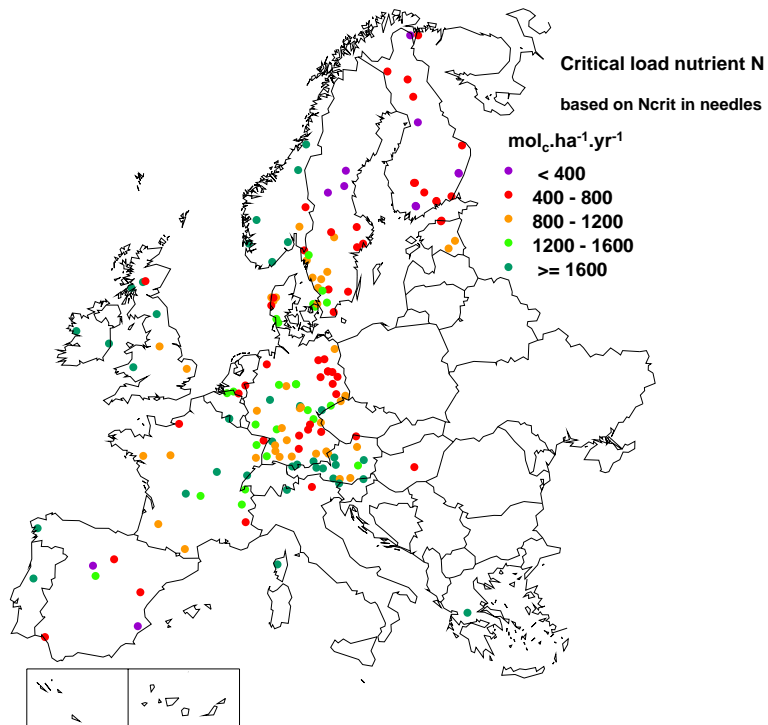 Critical load nutrient N
based on Ncrit in needles
mol_c.ha⁻¹.yr⁻¹
< 400
400 - 800
800 - 1200
1200 - 1600
>= 1600